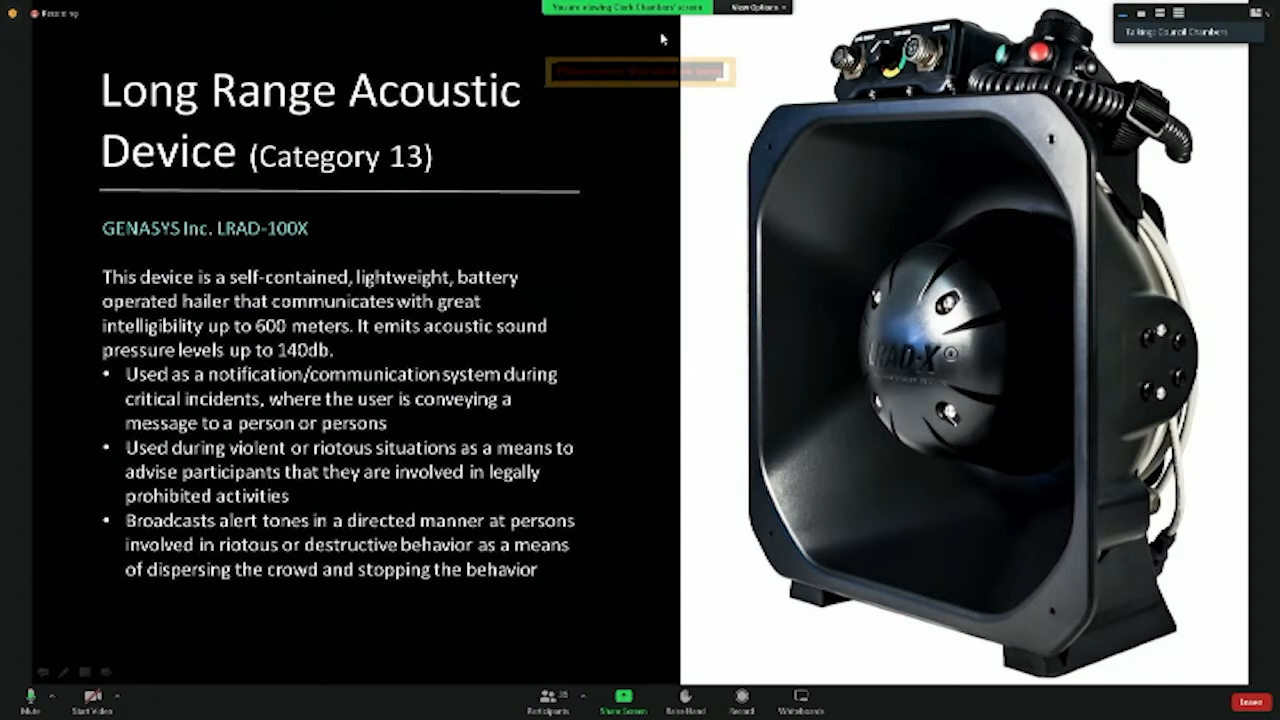 Recording
You are viewing Clerk Chambers' screen
View Options
Talking: Council Chambers
Long Range Acoustic
Device (Category 13)
GENASYS Inc. LRAD-100X
This device is a self-contained, lightweight, battery
operated hailer that communicates with great
intelligibility up to 600 meters. It emits acoustic sound
pressure levels up to 140db.
• Used as a notification/communication system during
critical incidents, where the user is conveying a
message to a person or persons
• Used during violent or riotous situations as a means to
advise participants that they are involved in legally
prohibited activities
• Broadcasts alert tones in a directed manner at persons
involved in riotous or destructive behavior as a means
of dispersing the crowd and stopping the behavior
LRAD-X®
Mute
Start Video
Participants
Share Screen
Raise Hand
Record
Whiteboards
Leave